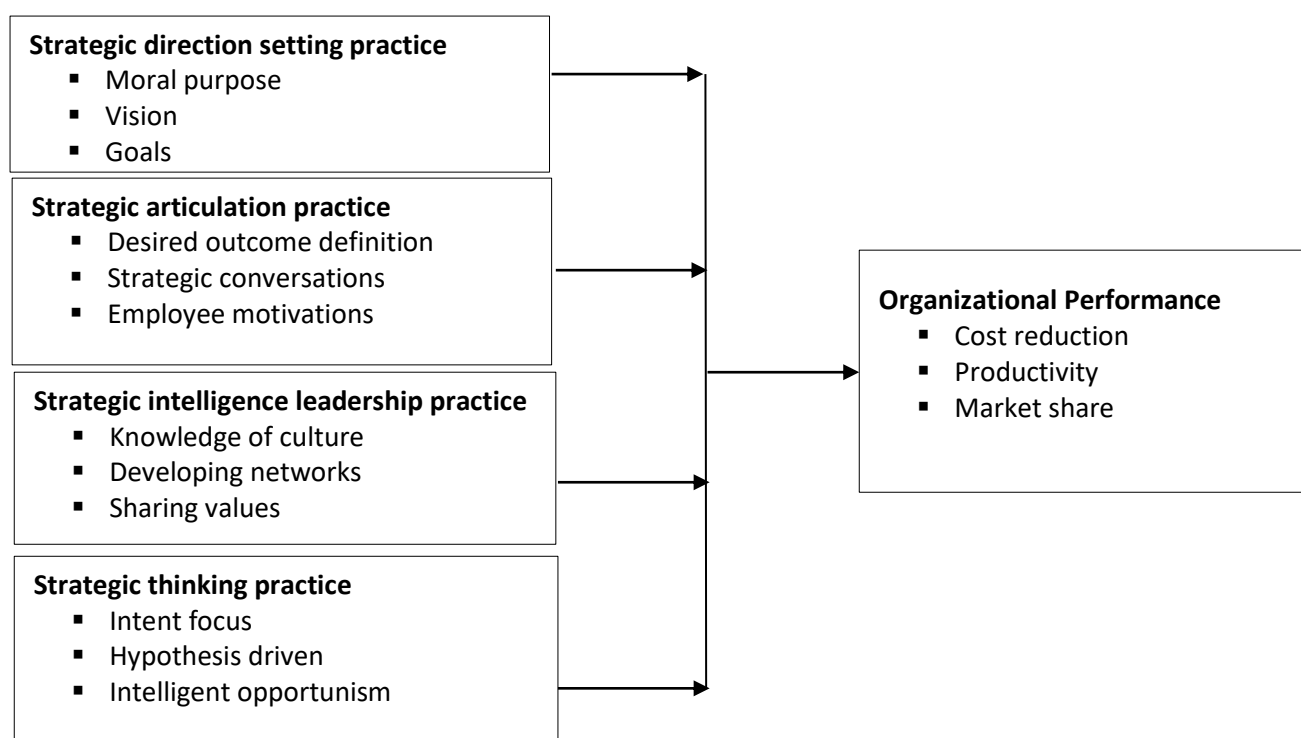 Strategic direction setting practice
▪ Moral purpose
▪ Vision
▪ Goals
Strategic articulation practice
▪ Desired outcome definition
▪ Strategic conversations
▪ Employee motivations
Strategic intelligence leadership practice
▪ Knowledge of culture
▪ Developing networks
▪ Sharing values
Strategic thinking practice
▪ Intent focus
▪ Hypothesis driven
▪ Intelligent opportunism
Organizational Performance
▪ Cost reduction
▪ Productivity
▪ Market share